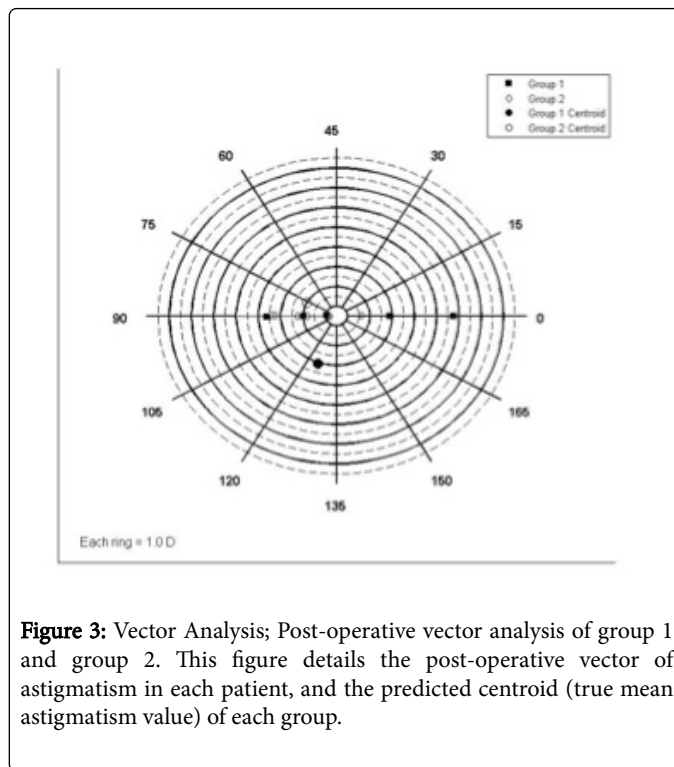 Group 1
Group 2
Group 1 Centroid
Group 2 Centroid
45
60
30
75
15
90
0
105
165
120
150
135
Each ring = 1.0 D
Figure 3: Vector Analysis; Post-operative vector analysis of group 1
and group 2. This figure details the post-operative vector of
astigmatism in each patient, and the predicted centroid (true mean
astigmatism value) of each group.